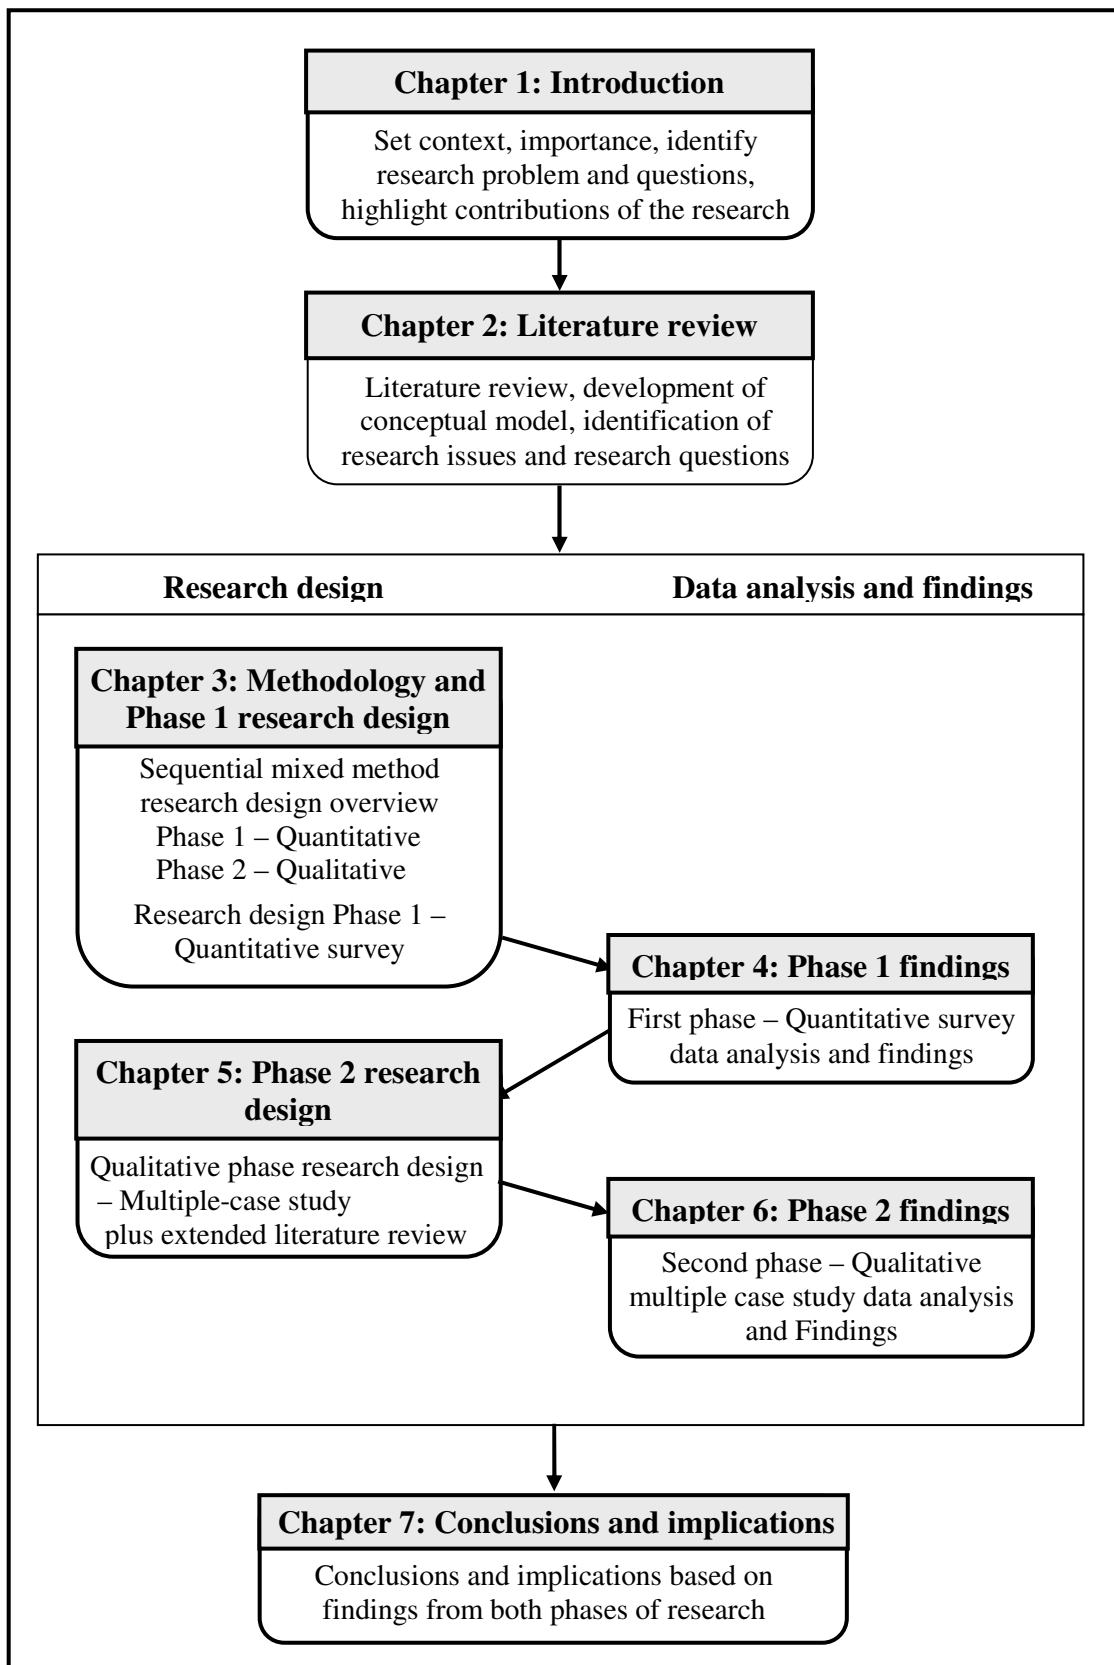 Chapter 1: Introduction
Set context, importance, identify
research problem and questions,
highlight contributions of the research
Chapter 2: Literature review
Literature review, development of
conceptual model, identification of
research issues and research questions
Research design
Data analysis and findings
Chapter 3: Methodology and
Phase 1 research design
Sequential mixed method
research design overview
Phase 1 – Quantitative
Phase 2 – Qualitative
Research design Phase 1 –
Quantitative survey
Chapter 4: Phase 1 findings
First phase – Quantitative survey
data analysis and findings
Chapter 5: Phase 2 research
design
Qualitative phase research design
– Multiple-case study
plus extended literature review
Chapter 6: Phase 2 findings
Second phase – Qualitative
multiple case study data analysis
and Findings
Chapter 7: Conclusions and implications
Conclusions and implications based on
findings from both phases of research